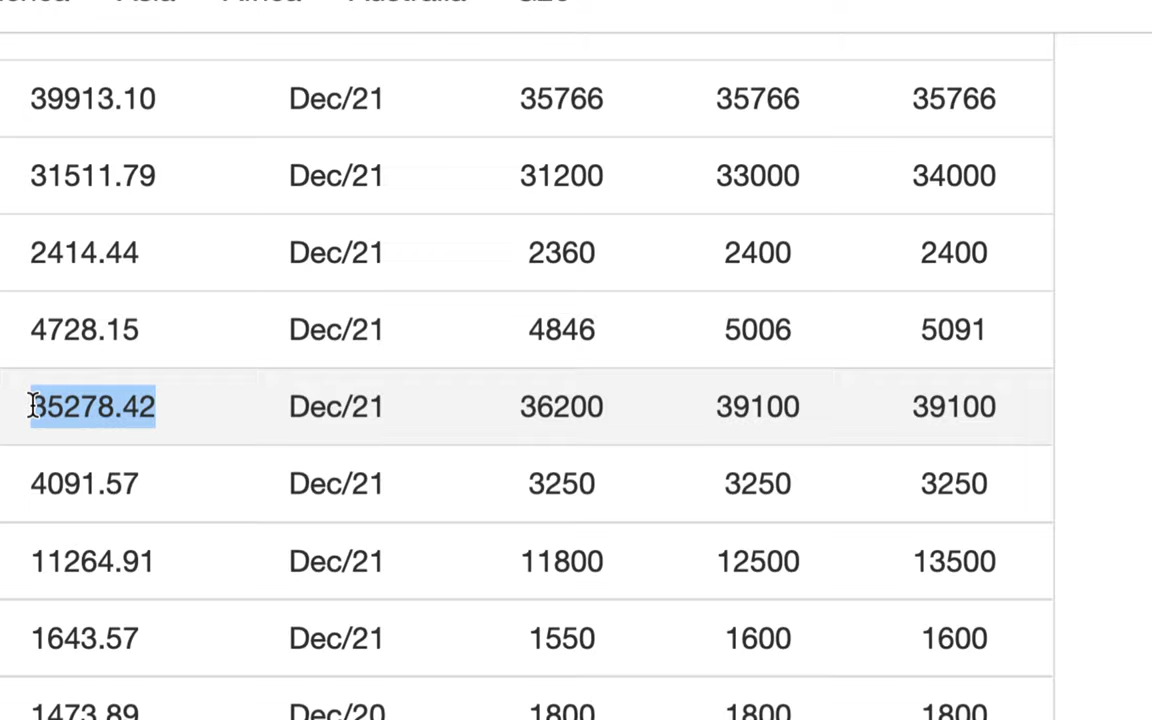 39913.10 Dec/21 35766 35766 35766
31511.79 Dec/21 31200 33000 34000
2414.44 Dec/21 2360 2400 2400
4728.15 Dec/21 4846 5006 5091
35278.42 Dec/21 36200 39100 39100
4091.57 Dec/21 3250 3250 3250
11264.91 Dec/21 11800 12500 13500
1643.57 Dec/21 1550 1600 1600
1473.89 Dec/20 1800 1800 1800